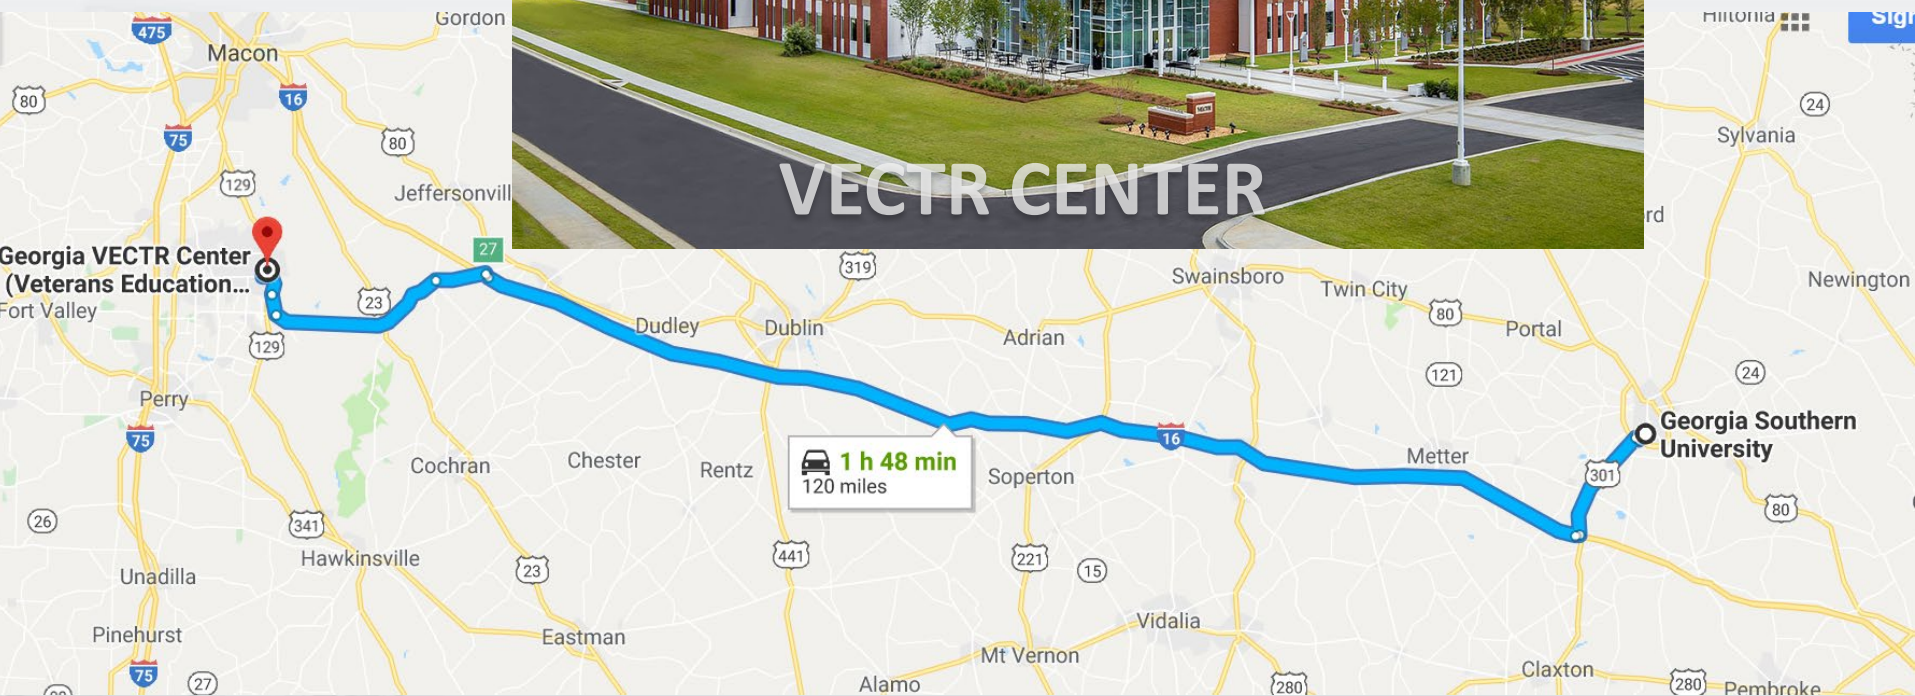 475
Gordon
Macon
Hiltonia
80
16
75
80
24
Sylvania
129
Jeffersonvill
VECTR CENTER
27
Georgia VECTR Center
(Veterans Education...
Fort Valley
23
319
Swainsboro
Twin City
Newington
80
Portal
Dudley
Dublin
Adrian
129
121
24
Perry
75
Georgia Southern
University
16
Metter
301
1 h 48 min
120 miles
Cochran
Chester
Rentz
Soperton
80
26
341
Hawkinsville
441
221
15
23
Unadilla
Vidalia
Pinehurst
Eastman
Mt Vernon
75
27
Alamo
280
Claxton
280
Pembroke